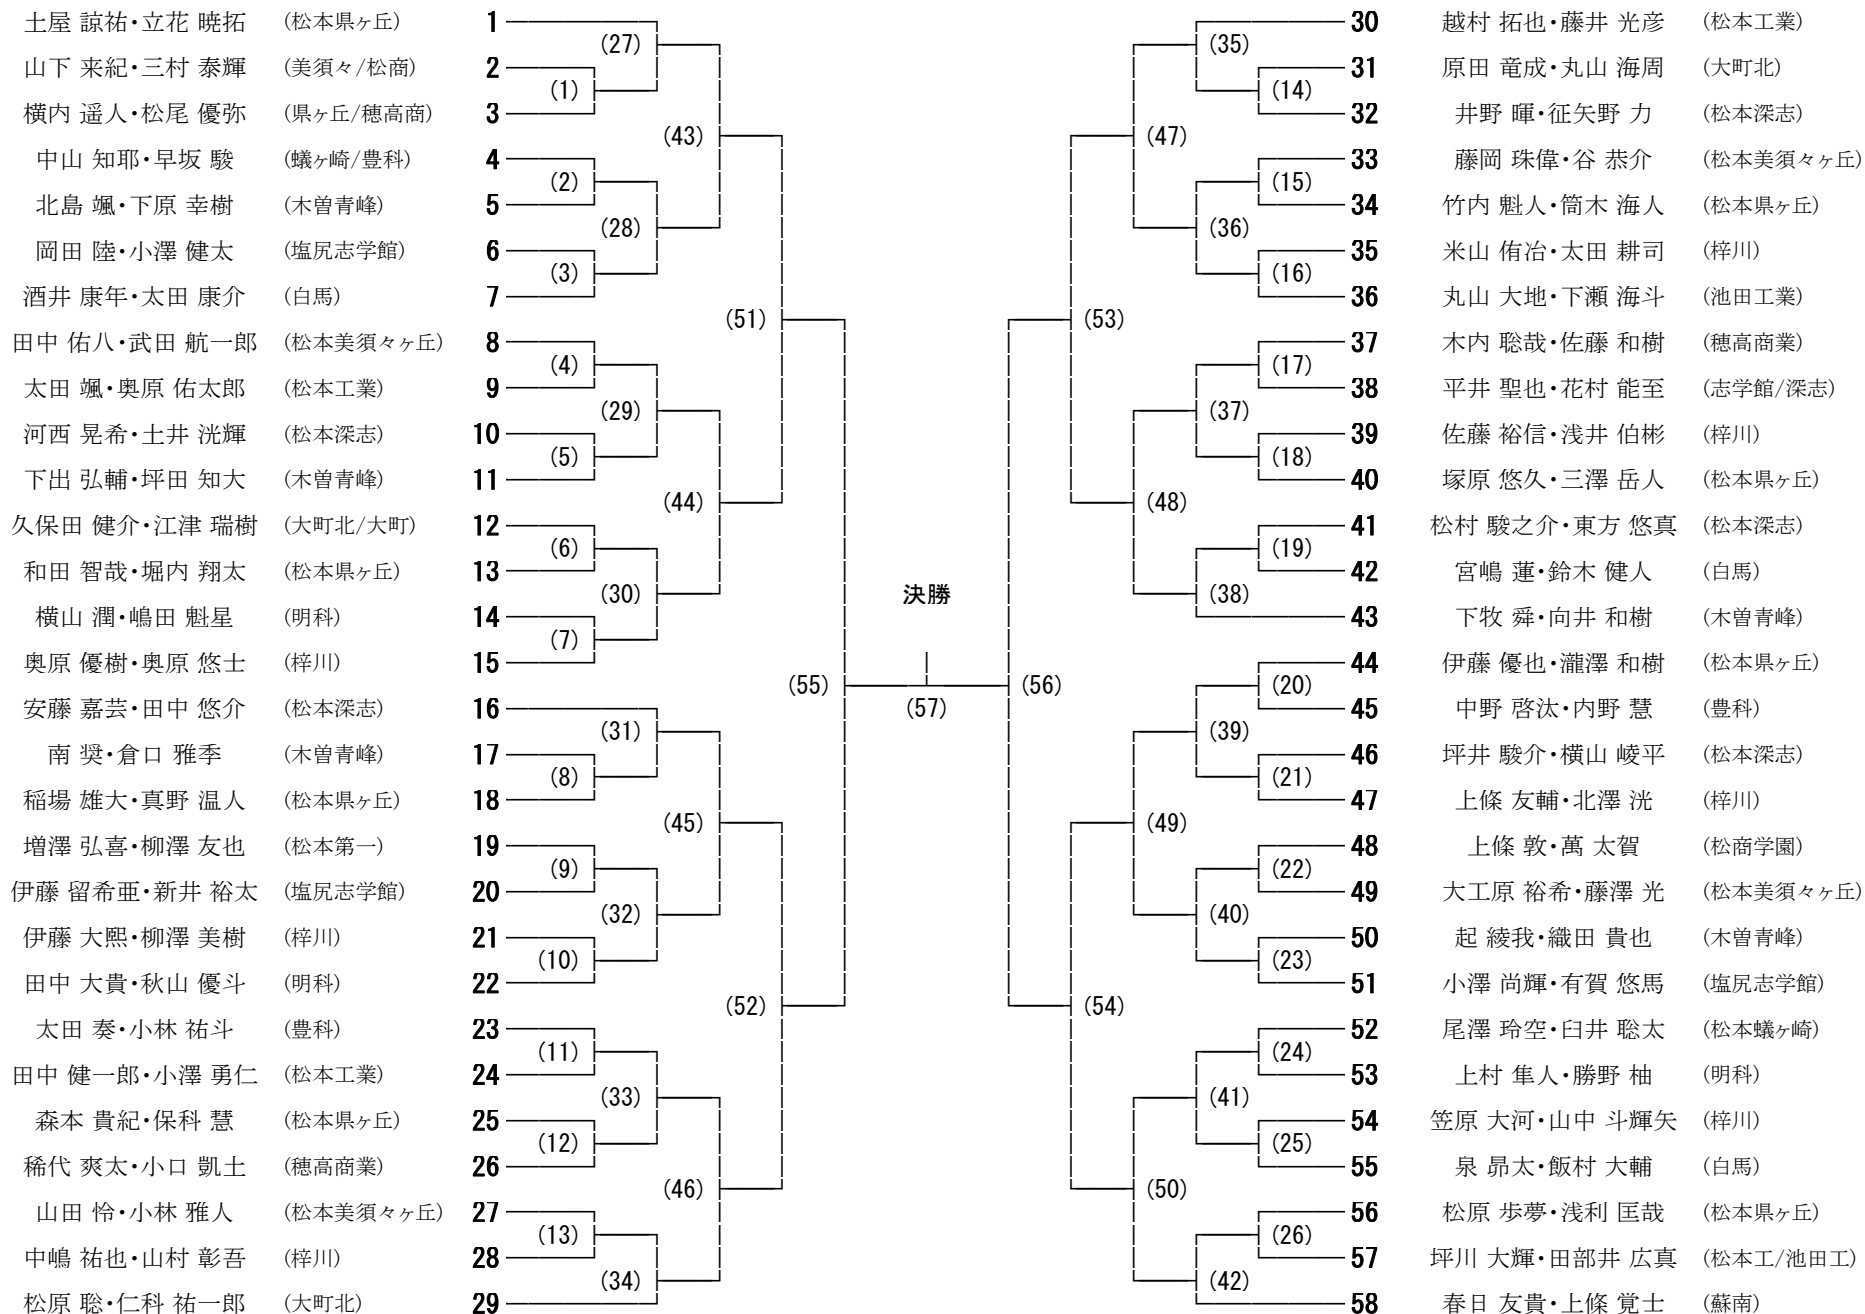 土屋 諒祐・立花 暁拓 (松本県ヶ丘) 1
山下 来紀・三村 泰輝 (美須々/松商) 2
横内 遥人・松尾 優弥 (県ヶ丘/穂高商) 3
中山 知耶・早坂 駿 (蟻ヶ崎/豊科) 4
北島 颯・下原 幸樹 (木曽青峰) 5
岡田 陸・小澤 健太 (塩尻志学館) 6
酒井 康年・太田 康介 (白馬) 7
田中 佑八・武田 航一郎 (松本美須々ヶ丘) 8
太田 颯・奥原 佑太郎 (松本工業) 9
河西 晃希・土井 洸輝 (松本深志) 10
下出 弘輔・坪田 知大 (木曽青峰) 11
久保田 健介・江津 瑞樹 (大町北/大町) 12
和田 智哉・堀内 翔太 (松本県ヶ丘) 13
横山 潤・嶋田 魁星 (明科) 14
奥原 優樹・奥原 悠士 (梓川) 15
安藤 嘉芸・田中 悠介 (松本深志) 16
南 奨・倉口 雅季 (木曽青峰) 17
稲場 雄大・真野 温人 (松本県ヶ丘) 18
増澤 弘喜・柳澤 友也 (松本第一) 19
伊藤 留希亜・新井 裕太 (塩尻志学館) 20
伊藤 大熙・柳澤 美樹 (梓川) 21
田中 大貴・秋山 優斗 (明科) 22
太田 奏・小林 祐斗 (豊科) 23
田中 健一郎・小澤 勇仁 (松本工業) 24
森本 貴紀・保科 慧 (松本県ヶ丘) 25
稀代 爽太・小口 凱土 (穂高商業) 26
山田 怜・小林 雅人 (松本美須々ヶ丘) 27
中嶋 祐也・山村 彰吾 (梓川) 28
松原 聡・仁科 祐一郎 (大町北) 29
(1)
(2)
(3)
(4)
(5)
(6)
(7)
(8)
(9)
(10)
(11)
(12)
(13)
(27)
(28)
(29)
(30)
(31)
(32)
(33)
(34)
(43)
(44)
(45)
(46)
(51)
(52)
(55)
決勝
(57)
(56)
(53)
(54)
(47)
(48)
(49)
(50)
(35)
(36)
(37)
(38)
(39)
(40)
(41)
(42)
(14)
(15)
(16)
(17)
(18)
(19)
(20)
(21)
(22)
(23)
(24)
(25)
(26)
30 越村 拓也・藤井 光彦 (松本工業)
31 原田 竜成・丸山 海周 (大町北)
32 井野 暉・征矢野 力 (松本深志)
33 藤岡 珠偉・谷 恭介 (松本美須々ヶ丘)
34 竹内 魁人・筒木 海人 (松本県ヶ丘)
35 米山 侑冶・太田 耕司 (梓川)
36 丸山 大地・下瀬 海斗 (池田工業)
37 木内 聡哉・佐藤 和樹 (穂高商業)
38 平井 聖也・花村 能至 (志学館/深志)
39 佐藤 裕信・浅井 伯彬 (梓川)
40 塚原 悠久・三澤 岳人 (松本県ヶ丘)
41 松村 駿之介・東方 悠真 (松本深志)
42 宮嶋 蓮・鈴木 健人 (白馬)
43 下牧 舜・向井 和樹 (木曽青峰)
44 伊藤 優也・瀧澤 和樹 (松本県ヶ丘)
45 中野 啓汰・内野 慧 (豊科)
46 坪井 駿介・横山 崚平 (松本深志)
47 上條 友輔・北澤 洸 (梓川)
48 上條 敦・萬 太賀 (松商学園)
49 大工原 裕希・藤澤 光 (松本美須々ヶ丘)
50 起 綾我・織田 貴也 (木曽青峰)
51 小澤 尚輝・有賀 悠馬 (塩尻志学館)
52 尾澤 玲空・臼井 聡太 (松本蟻ヶ崎)
53 上村 隼人・勝野 柚 (明科)
54 笠原 大河・山中 斗輝矢 (梓川)
55 泉 昴太・飯村 大輔 (白馬)
56 松原 歩夢・浅利 匡哉 (松本県ヶ丘)
57 坪川 大輝・田部井 広真 (松本工/池田工)
58 春日 友貴・上條 覚士 (蘇南)